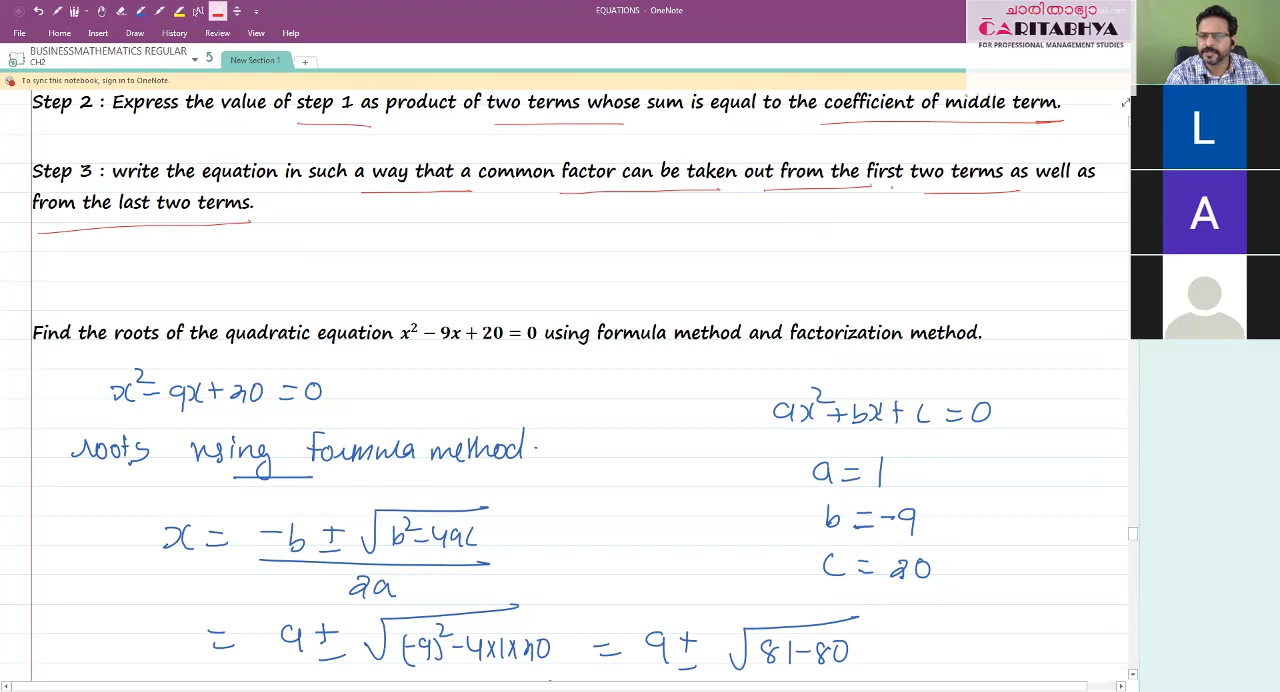 EQUATIONS - OneNote
ചാരിതാഭ്യാ
CARITABHYA
FOR PROFESSIONAL MANAGEMENT STUDIES
File Home Insert Draw History Review View Help
BUSINESSMATHEMATICS REGULAR
CH2
New Section 1
To sync this notebook, sign in to OneNote.
Step 2 : Express the value of step 1 as product of two terms whose sum is equal to the coefficient of middle term.
Step 3 : write the equation in such a way that a common factor can be taken out from the first two terms as well as
from the last two terms.
Find the roots of the quadratic equation x² − 9x + 20 = 0 using formula method and factorization method.
x² − 9x + 20 = 0
roots using formula method.
x = −b ± √b² − 4ac
2a
= 9 ± √(−9)² − 4×1×20 = 9 ± √81−80
ax² + bx + c = 0
a = 1
b = −9
c = 20
L
A